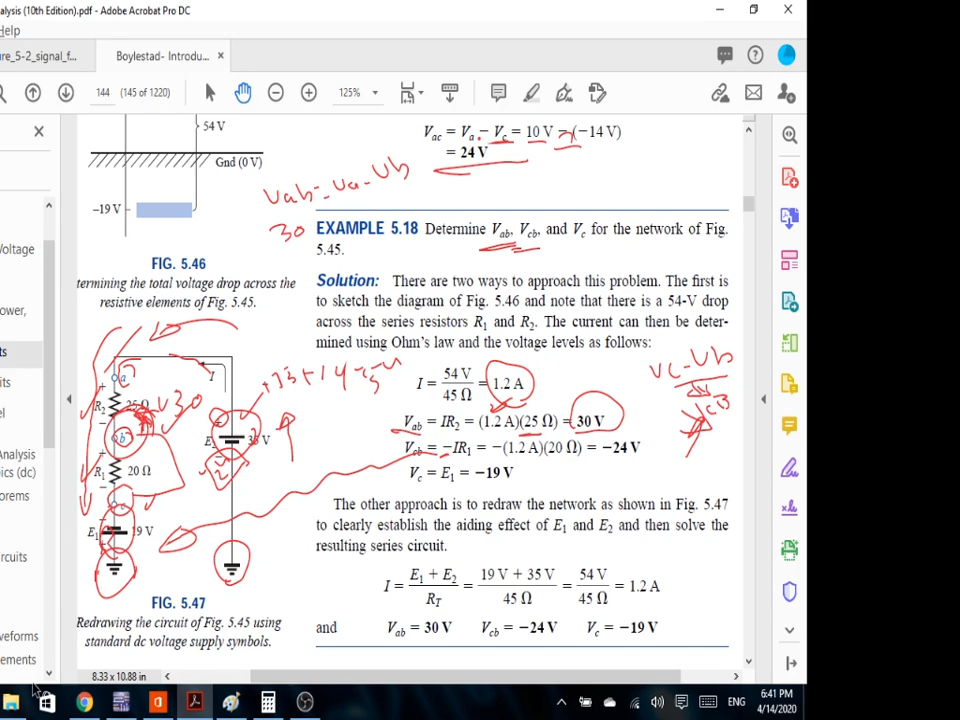 alysis (10th Edition).pdf - Adobe Acrobat Pro DC
Help
ure_5-2_signal_f...
Boylestad- Introdu...
144 (145 of 1220)
125%
54 V
Gnd (0 V)
−19 V
FIG. 5.46
termining the total voltage drop across the
resistive elements of Fig. 5.45.
Vac = Va − Vc = 10 V − (−14 V)
= 24 V
Vab = Va - Vb
30
EXAMPLE 5.18 Determine Vab, Vcb, and Vc for the network of Fig.
5.45.
Solution: There are two ways to approach this problem. The first is
to sketch the diagram of Fig. 5.46 and note that there is a 54-V drop
across the series resistors R1 and R2. The current can then be deter-
mined using Ohm's law and the voltage levels as follows:
I = 54 V / 45 Ω = 1.2 A
Vab = IR2 = (1.2 A)(25 Ω) = 30 V
Vcb = −IR1 = −(1.2 A)(20 Ω) = −24 V
Vc = E1 = −19 V
Vc - Vb
The other approach is to redraw the network as shown in Fig. 5.47
to clearly establish the aiding effect of E1 and E2 and then solve the
resulting series circuit.
I = E1 + E2 / RT = 19 V + 35 V / 45 Ω = 54 V / 45 Ω = 1.2 A
and Vab = 30 V Vcb = −24 V Vc = −19 V
a
I
R2 25 Ω
b
E2 35 V
R1 20 Ω
c
E1 19 V
FIG. 5.47
Redrawing the circuit of Fig. 5.45 using
standard dc voltage supply symbols.
Voltage
ower,
ts
cuits
ct
Analysis
pics (dc)
orems
rcuits
veforms
ements
8.33 x 10.88 in
ENG
6:41 PM
4/14/2020